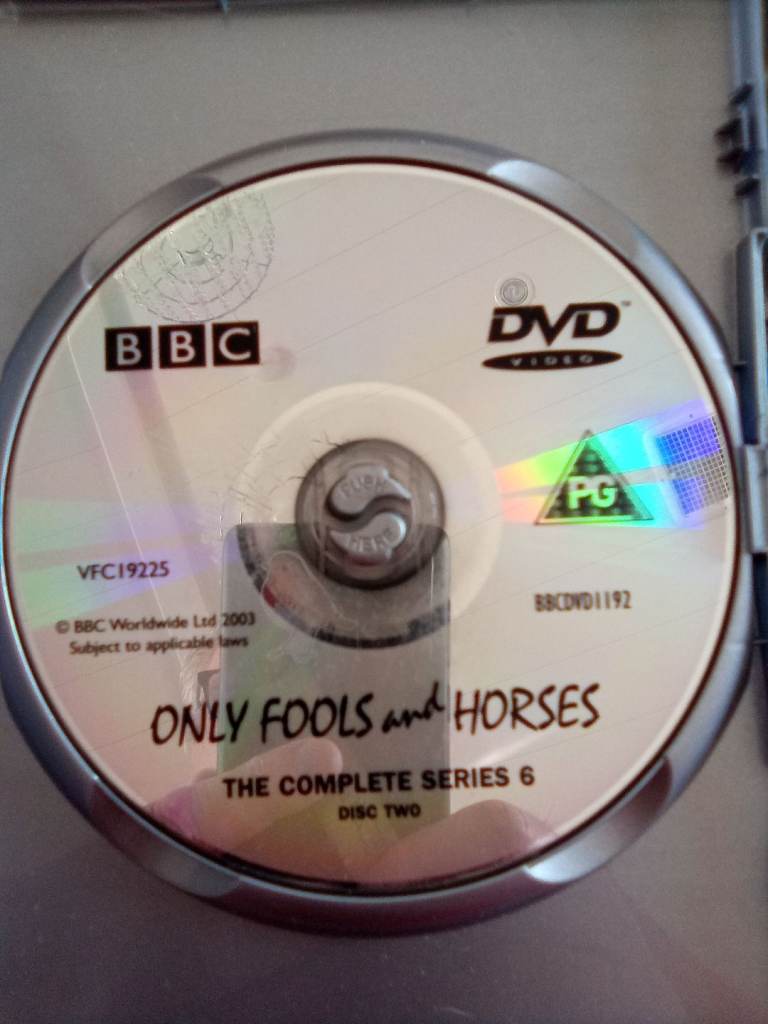 BBC
DVD™
VIDEO
PG
PUSH
HERE
VFC19225
BBCDVD1192
© BBC Worldwide Ltd 2003
Subject to applicable laws
ONLY FOOLS and HORSES
THE COMPLETE SERIES 6
DISC TWO